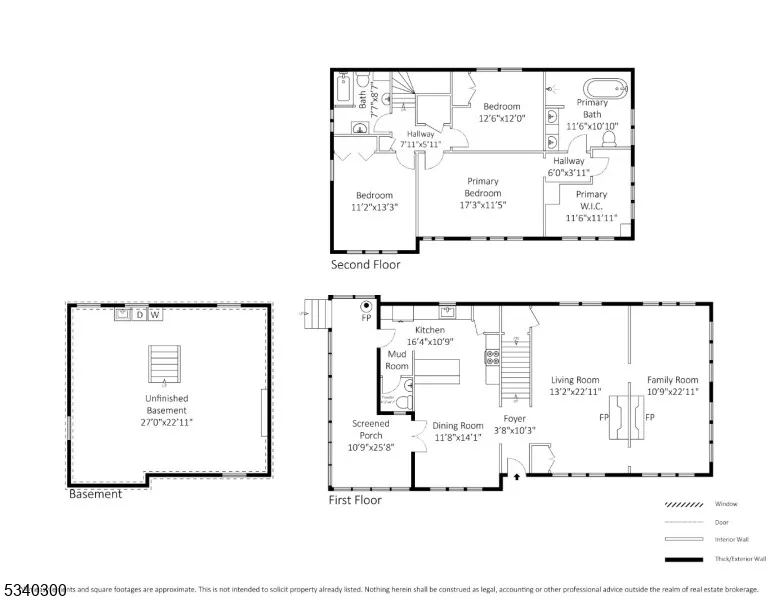 Bath
7'7"x8'7"
Bedroom
12'6"x12'0"
Primary
Bath
11'6"x10'10"
Hallway
7'11"x5'11"
Hallway
6'0"x3'11"
Bedroom
11'2"x13'3"
Primary
Bedroom
17'3"x11'5"
Primary
W.I.C.
11'6"x11'11"
Second Floor
D W
Unfinished
Basement
27'0"x22'11"
Basement
FP
Kitchen
16'4"x10'9"
Mud
Room
Living Room
13'2"x22'11"
Family Room
10'9"x22'11"
FP FP
Screened
Porch
10'9"x25'8"
Dining Room
11'8"x14'1"
Foyer
3'8"x10'3"
First Floor
Window
Door
Interior Wall
Thick/Exterior Wall
5340300 and square footages are approximate. This is not intended to solicit property already listed. Nothing herein shall be construed as legal, accounting or other professional advice outside the realm of real estate brokerage.